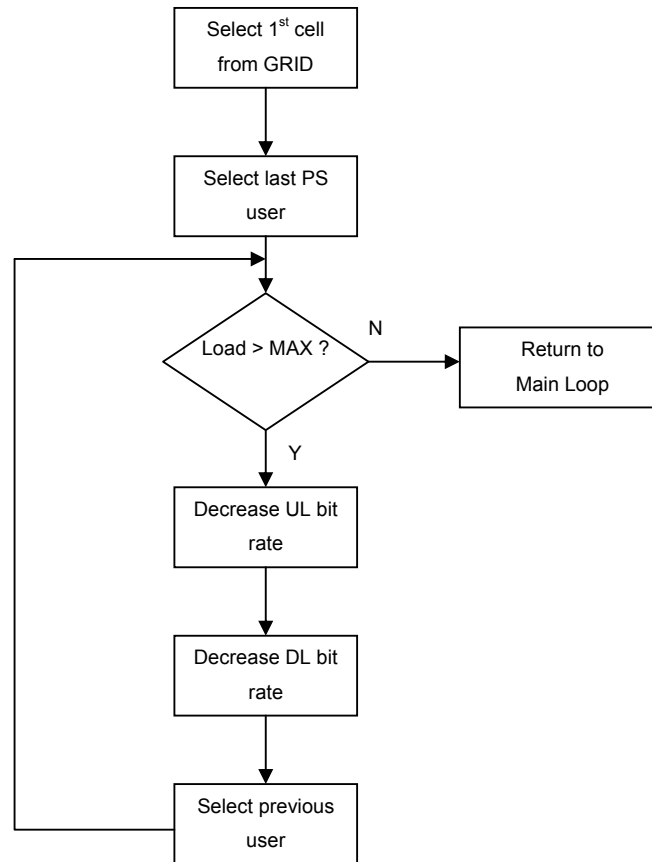 Select 1st cell
from GRID
Select last PS
user
Load > MAX ?
N
Return to
Main Loop
Y
Decrease UL bit
rate
Decrease DL bit
rate
Select previous
user